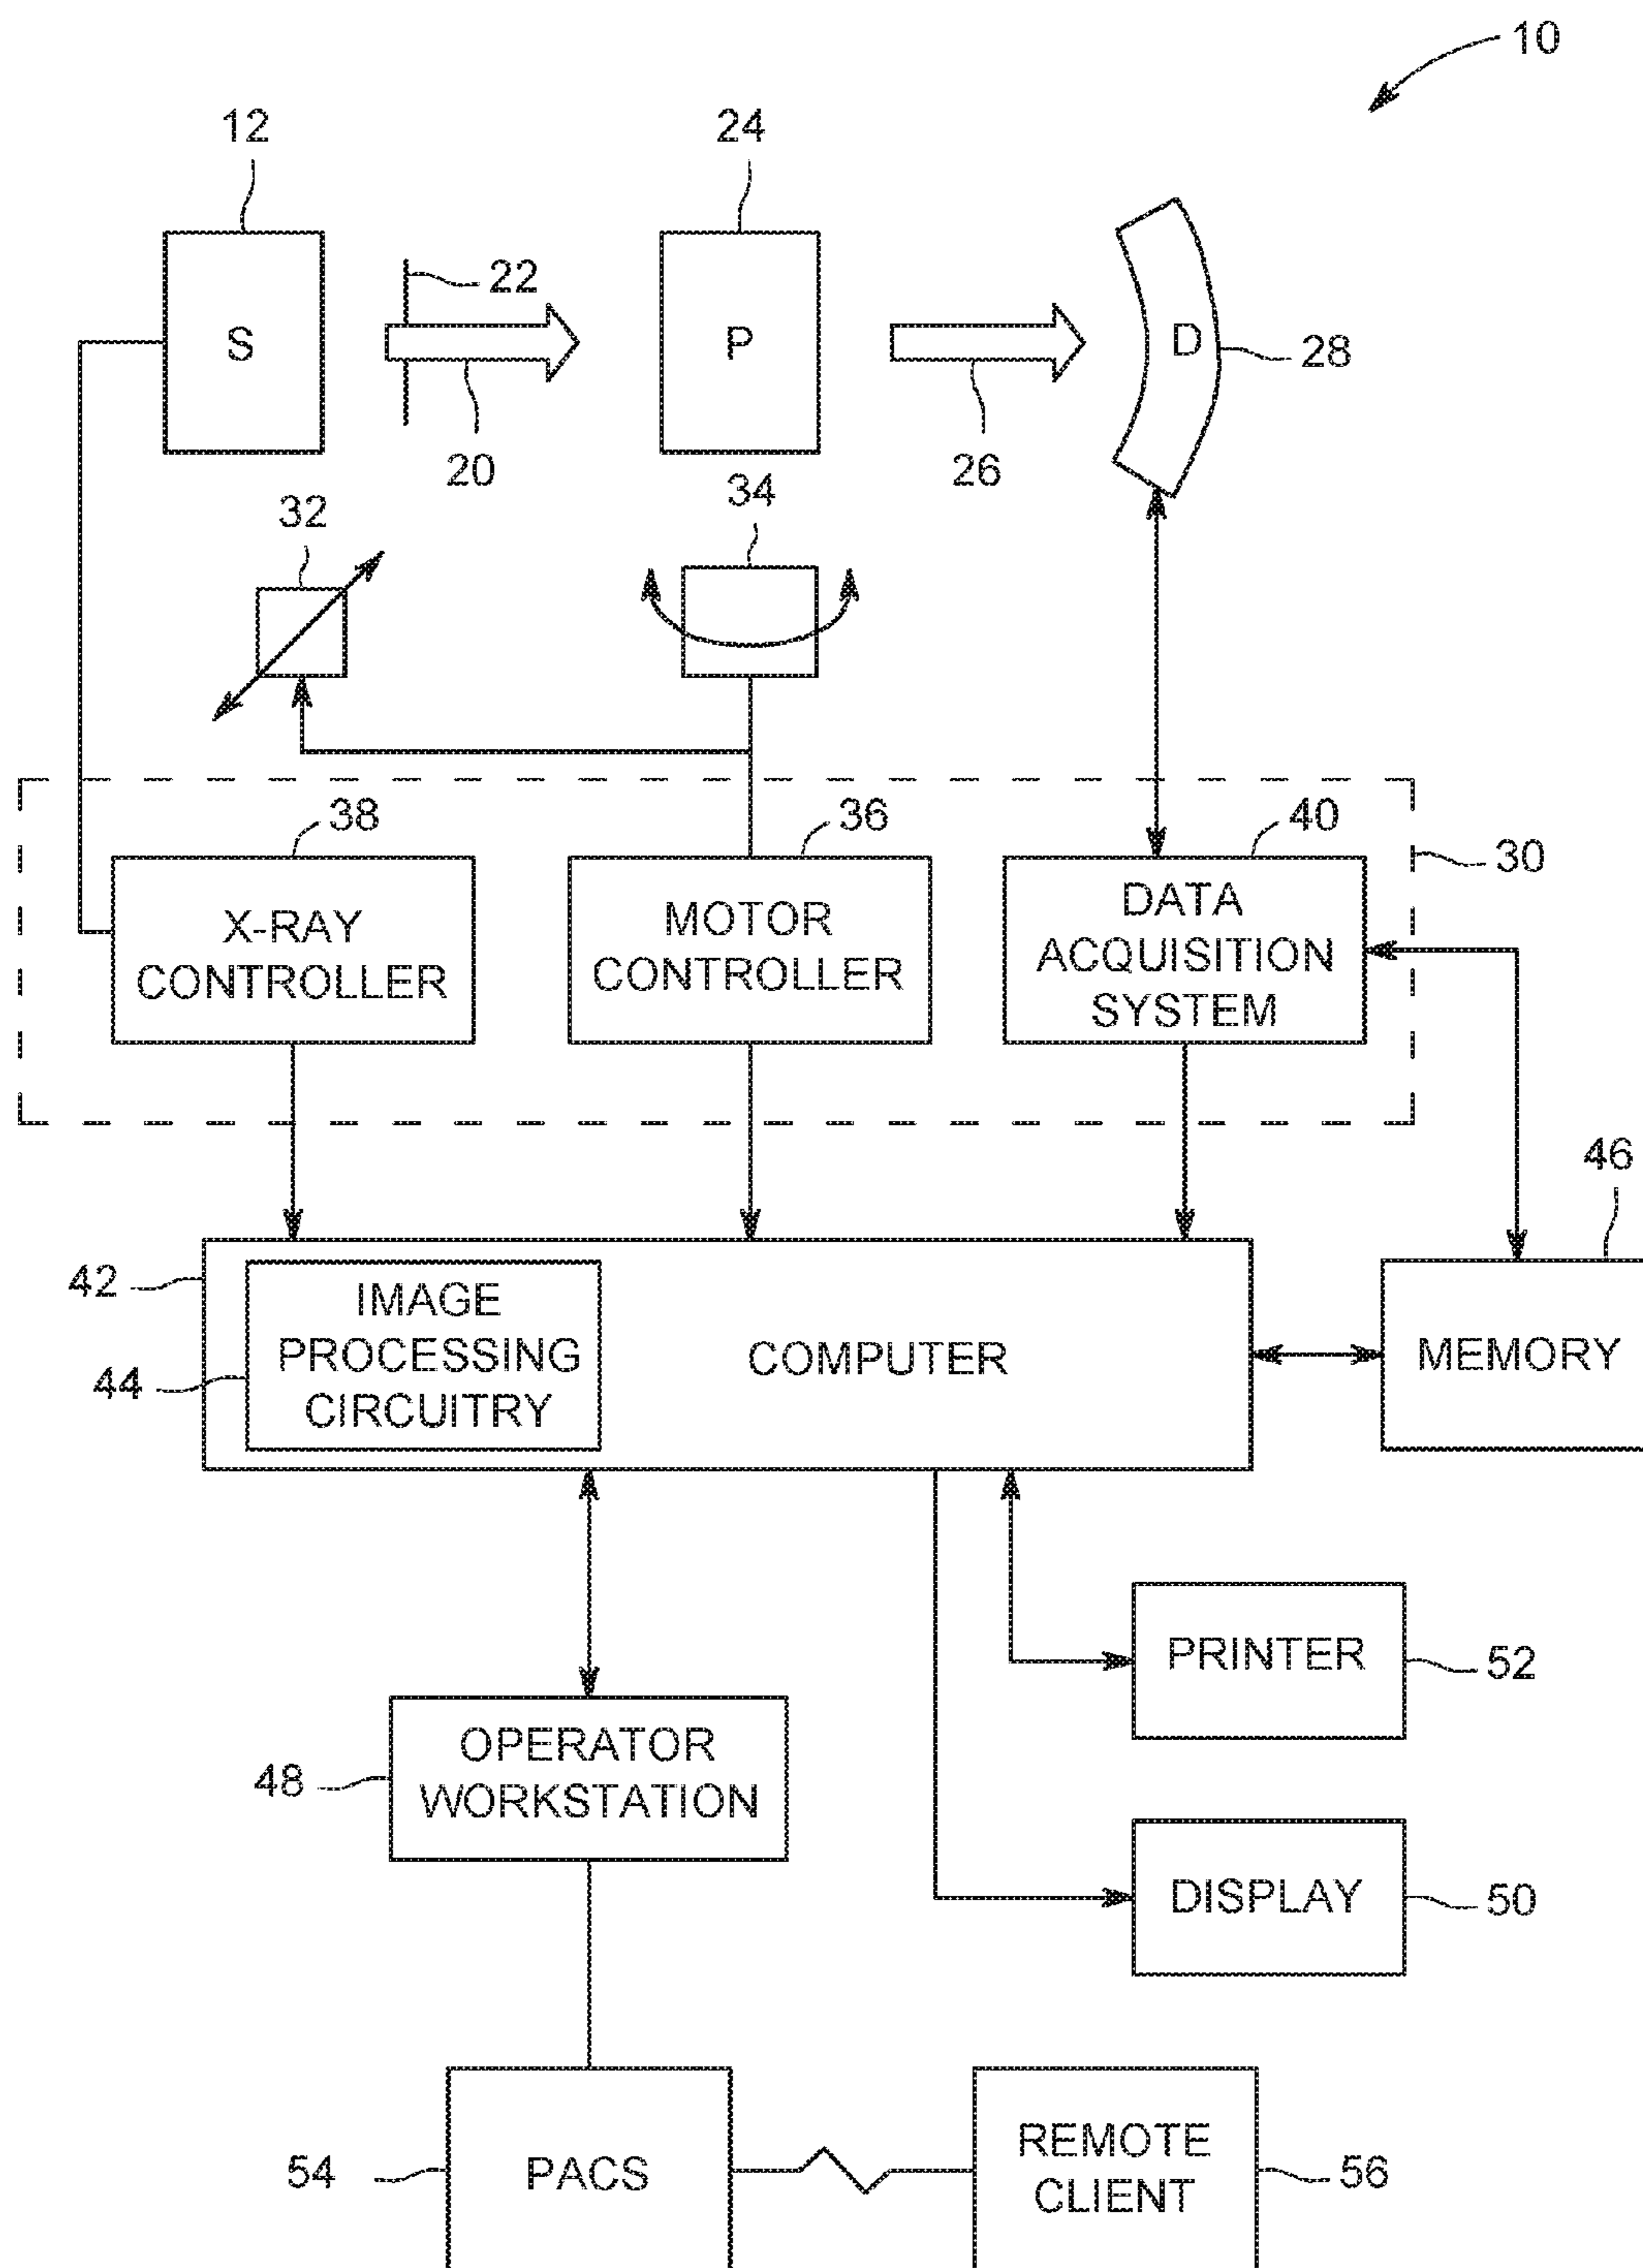 10
12
24
22
S
P
D
28
20
26
32
34
38
36
40
30
X-RAY
CONTROLLER
MOTOR
CONTROLLER
DATA
ACQUISITION
SYSTEM
46
42
44
IMAGE
PROCESSING
CIRCUITRY
COMPUTER
MEMORY
PRINTER
52
OPERATOR
WORKSTATION
48
DISPLAY
50
54
PACS
REMOTE
CLIENT
56